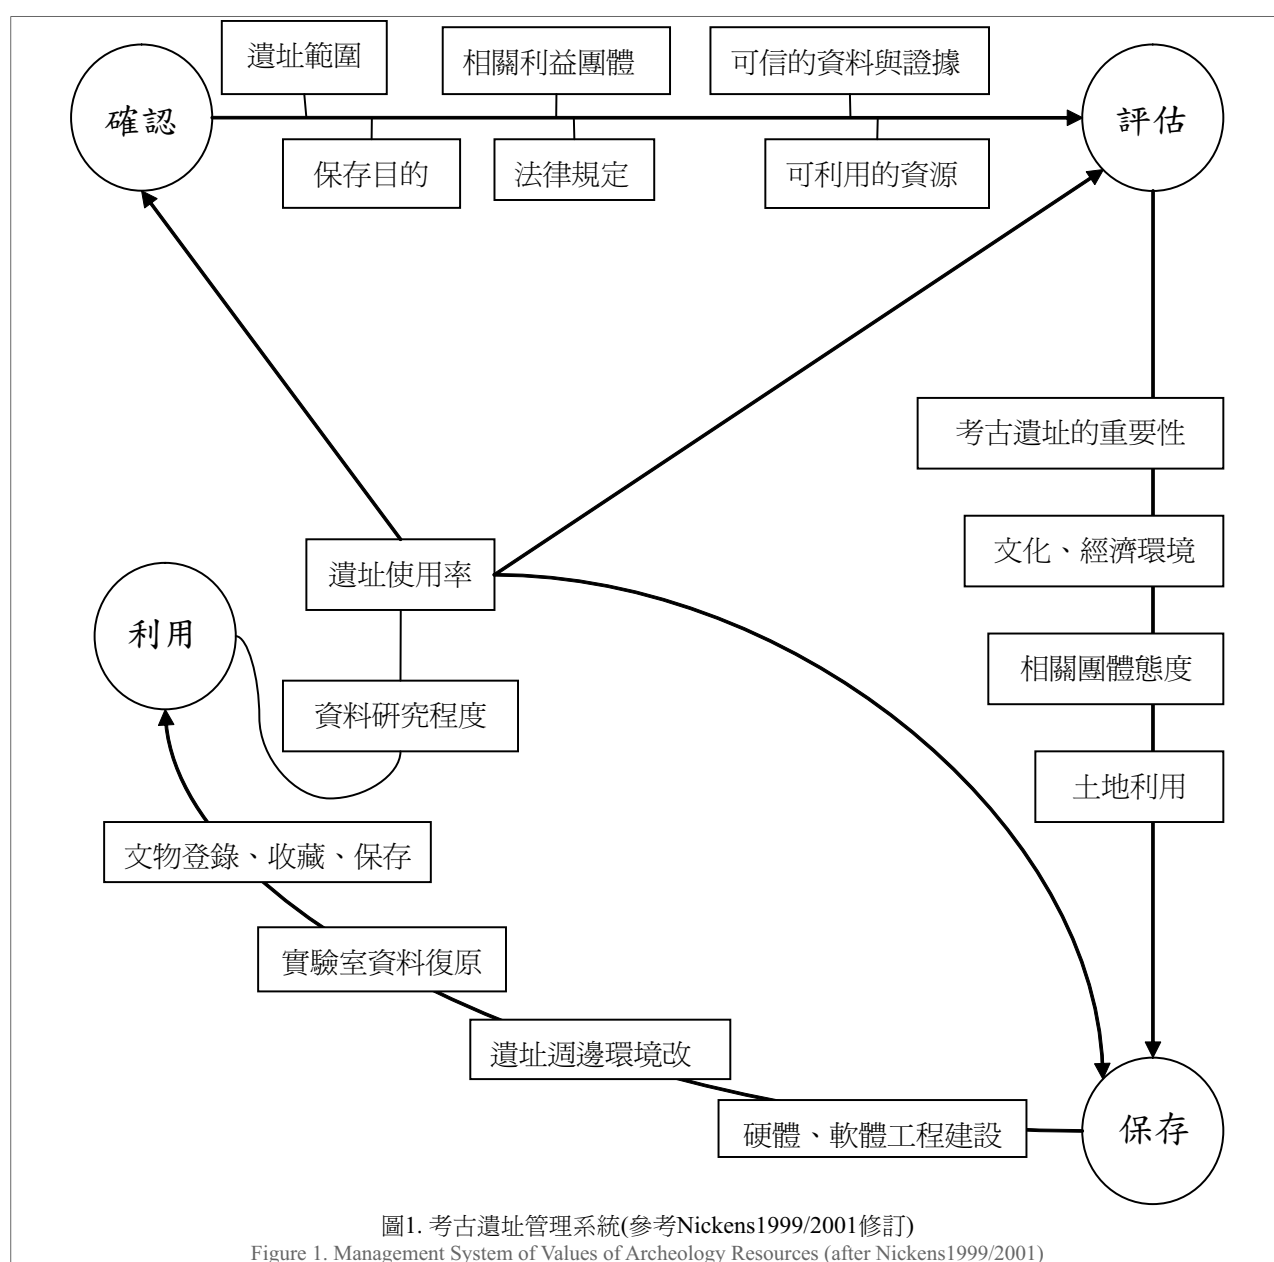 遺址範圍
相關利益團體
可信的資料與證據
確認
評估
保存目的
法律規定
可利用的資源
考古遺址的重要性
文化、經濟環境
遺址使用率
利用
相關團體態度
資料研究程度
土地利用
文物登錄、收藏、保存
實驗室資料復原
遺址週邊環境改
硬體、軟體工程建設
保存
圖1. 考古遺址管理系統(參考Nickens1999/2001修訂)
Figure 1. Management System of Values of Archeology Resources (after Nickens1999/2001)